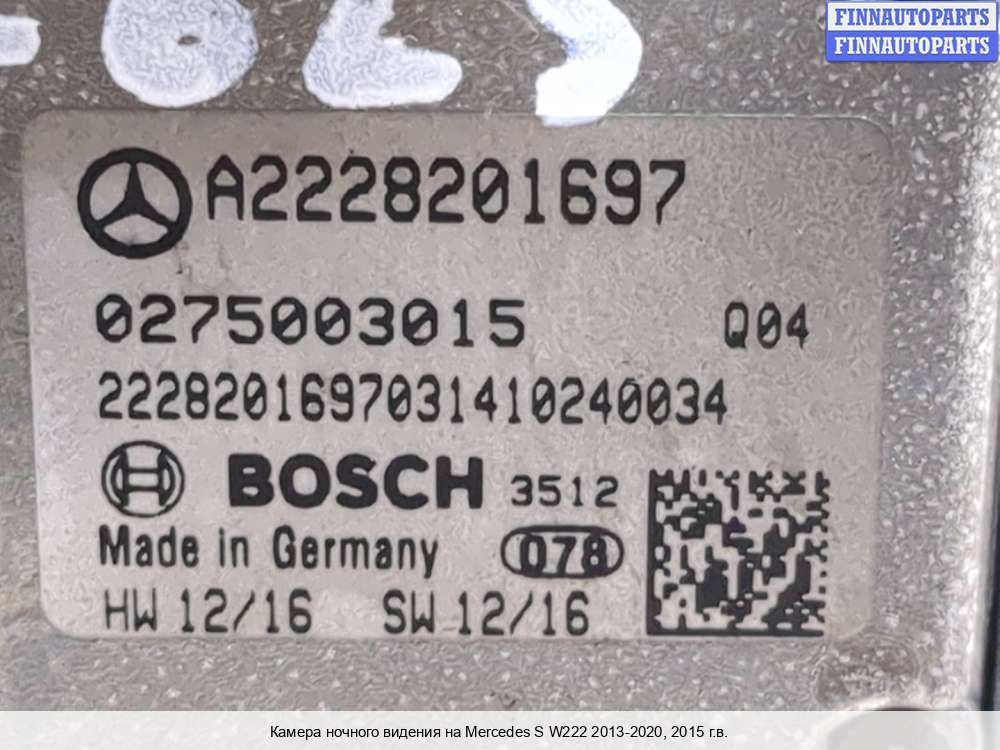 FINNAUTOPARTS
FINNAUTOPARTS
A2228201697
0275003015 Q04
2228201697031410240034
BOSCH 3512
Made in Germany 078
HW 12/16 SW 12/16
Камера ночного видения на Mercedes S W222 2013-2020, 2015 г.в.